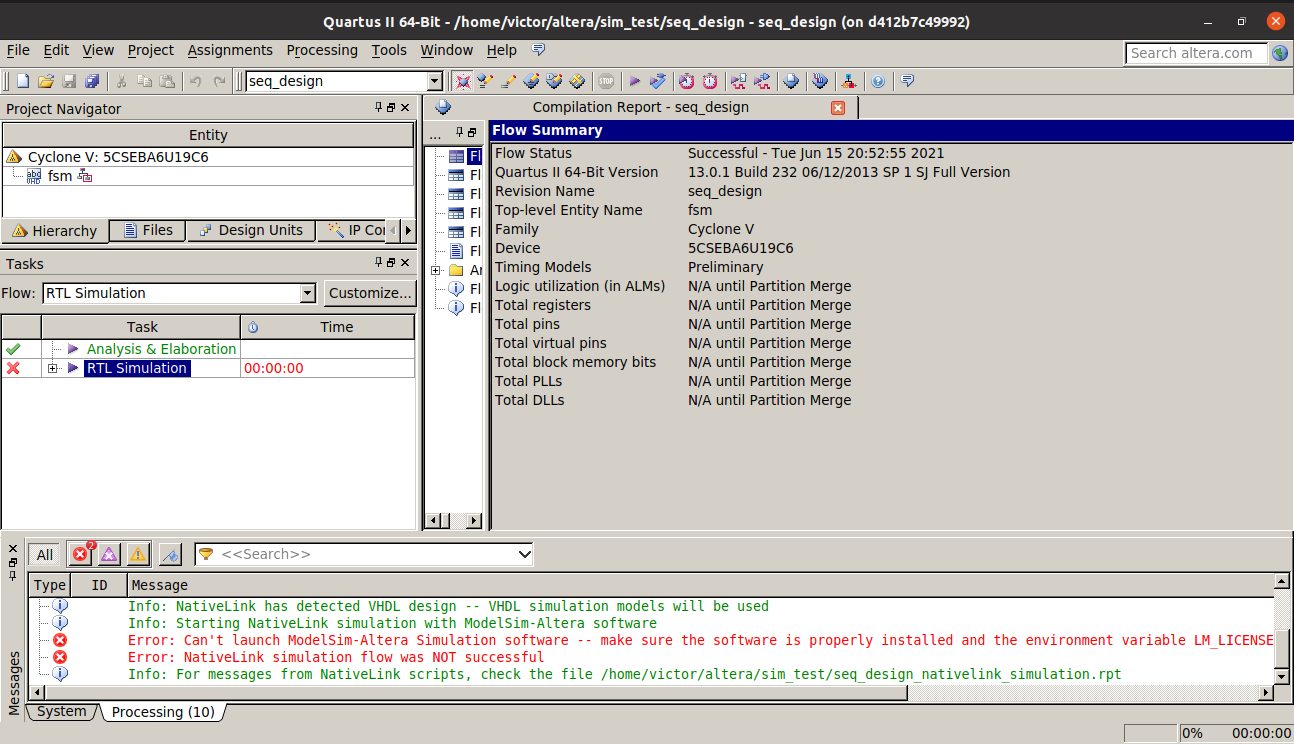 Quartus II 64-Bit - /home/victor/altera/sim_test/seq_design - seq_design (on d412b7c49992)
File Edit View Project Assignments Processing Tools Window Help
Search altera.com
seq_design
STOP
Project Navigator
Entity
Cyclone V: 5CSEBA6U19C6
fsm
Hierarchy Files Design Units IP Co
Tasks
Flow: RTL Simulation Customize...
Task Time
Analysis & Elaboration
RTL Simulation 00:00:00
Compilation Report - seq_design
...
Fl
Fl
Fl
Fl
Fl
Fl
Ar
Fl
Fl
Flow Summary
Flow Status Successful - Tue Jun 15 20:52:55 2021
Quartus II 64-Bit Version 13.0.1 Build 232 06/12/2013 SP 1 SJ Full Version
Revision Name seq_design
Top-level Entity Name fsm
Family Cyclone V
Device 5CSEBA6U19C6
Timing Models Preliminary
Logic utilization (in ALMs) N/A until Partition Merge
Total registers N/A until Partition Merge
Total pins N/A until Partition Merge
Total virtual pins N/A until Partition Merge
Total block memory bits N/A until Partition Merge
Total PLLs N/A until Partition Merge
Total DLLs N/A until Partition Merge
All 2 <<Search>>
Type ID Message
Info: NativeLink has detected VHDL design -- VHDL simulation models will be used
Info: Starting NativeLink simulation with ModelSim-Altera software
Error: Can't launch ModelSim-Altera Simulation software -- make sure the software is properly installed and the environment variable LM_LICENSE
Error: NativeLink simulation flow was NOT successful
Info: For messages from NativeLink scripts, check the file /home/victor/altera/sim_test/seq_design_nativelink_simulation.rpt
Messages
System Processing (10)
0% 00:00:00